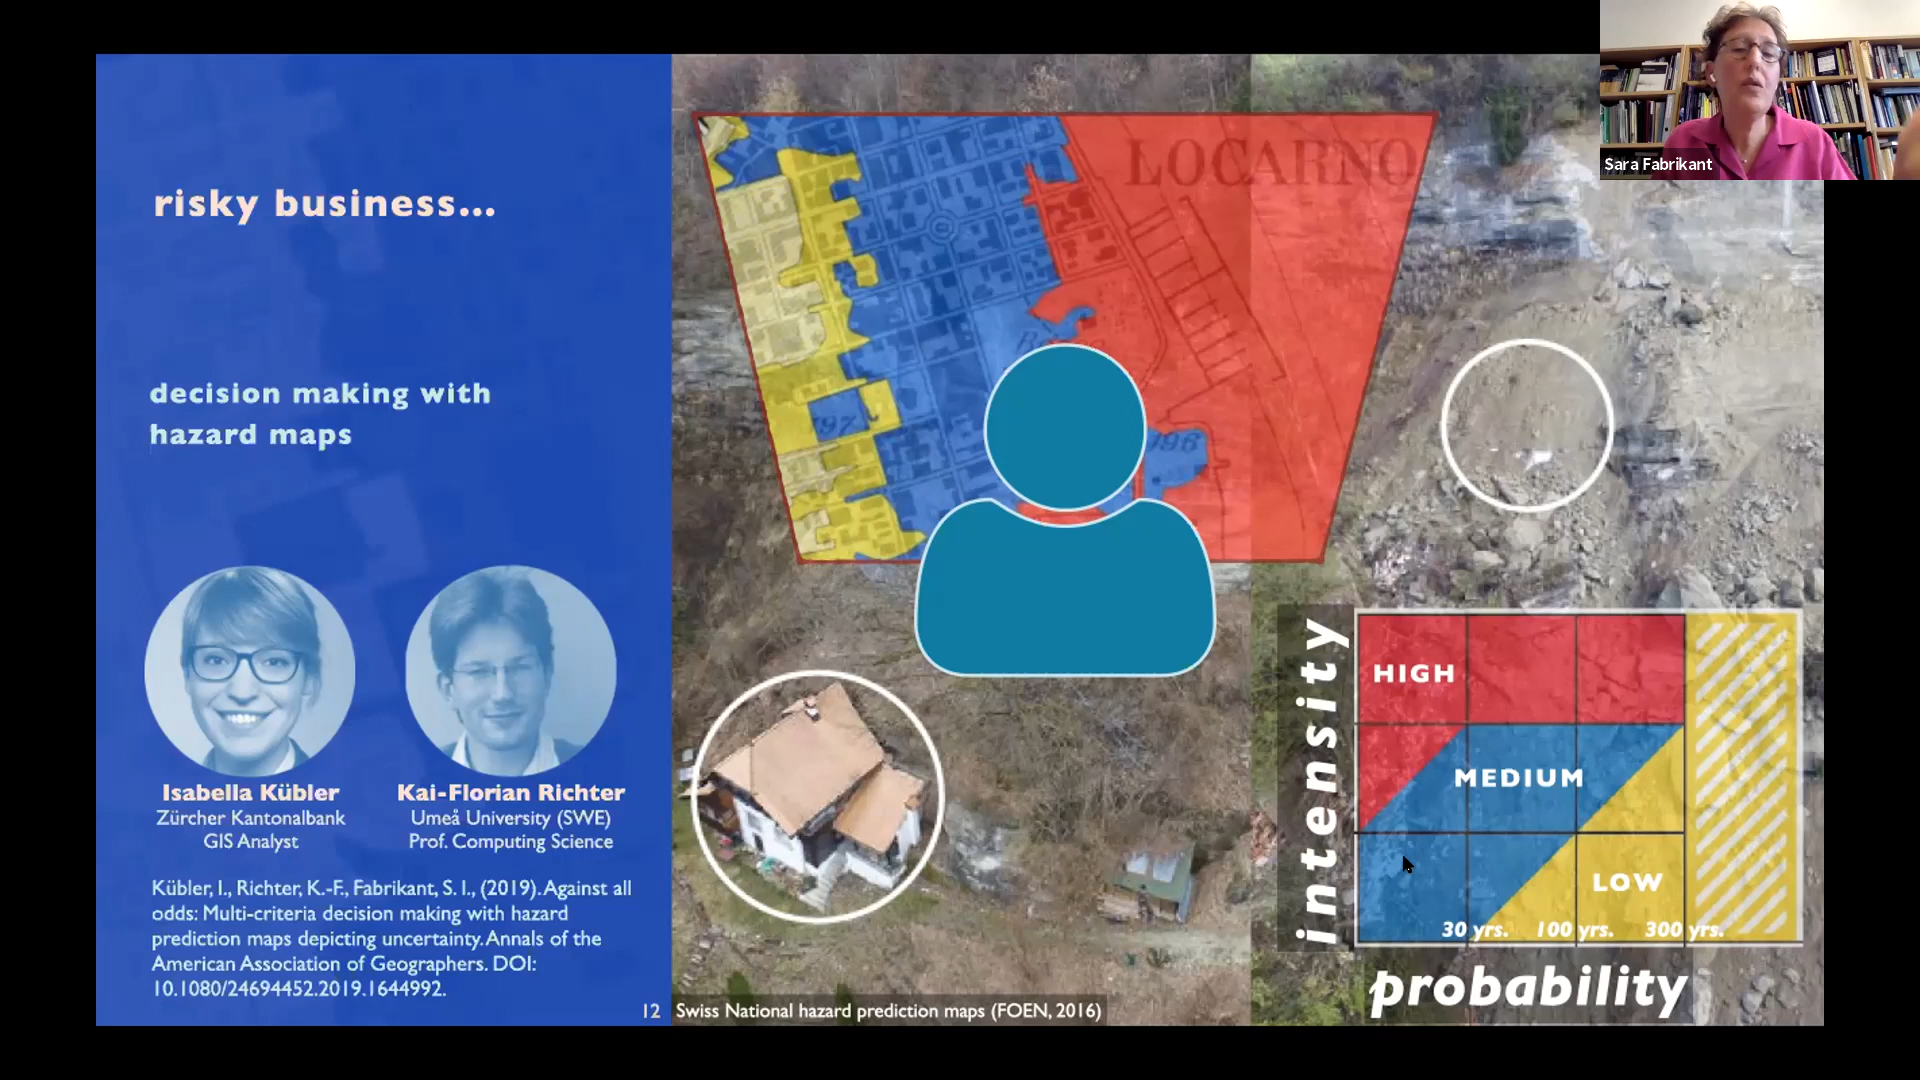 Sara Fabrikant
risky business...
decision making with
hazard maps
Isabella Kübler
Zürcher Kantonalbank
GIS Analyst
Kai-Florian Richter
Umeå University (SWE)
Prof. Computing Science
Kübler, I., Richter, K.-F., Fabrikant, S. I., (2019). Against all
odds: Multi-criteria decision making with hazard
prediction maps depicting uncertainty. Annals of the
American Association of Geographers. DOI:
10.1080/24694452.2019.1644992.
12
LOCARNO
197
196
Swiss National hazard prediction maps (FOEN, 2016)
intensity
HIGH
MEDIUM
LOW
30 yrs.
100 yrs.
300 yrs.
probability